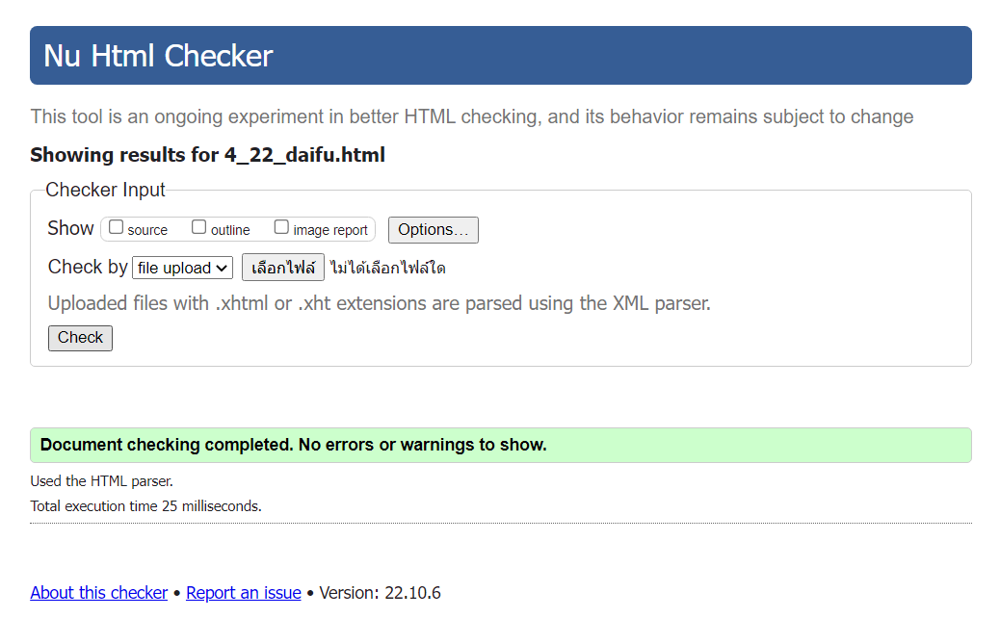 Nu Html Checker
This tool is an ongoing experiment in better HTML checking, and its behavior remains subject to change
Showing results for 4_22_daifu.html
Checker Input
Show source outline image report Options...
Check by file upload เลือกไฟล์ ไม่ได้เลือกไฟล์ใด
Uploaded files with .xhtml or .xht extensions are parsed using the XML parser.
Check
Document checking completed. No errors or warnings to show.
Used the HTML parser.
Total execution time 25 milliseconds.
About this checker • Report an issue • Version: 22.10.6